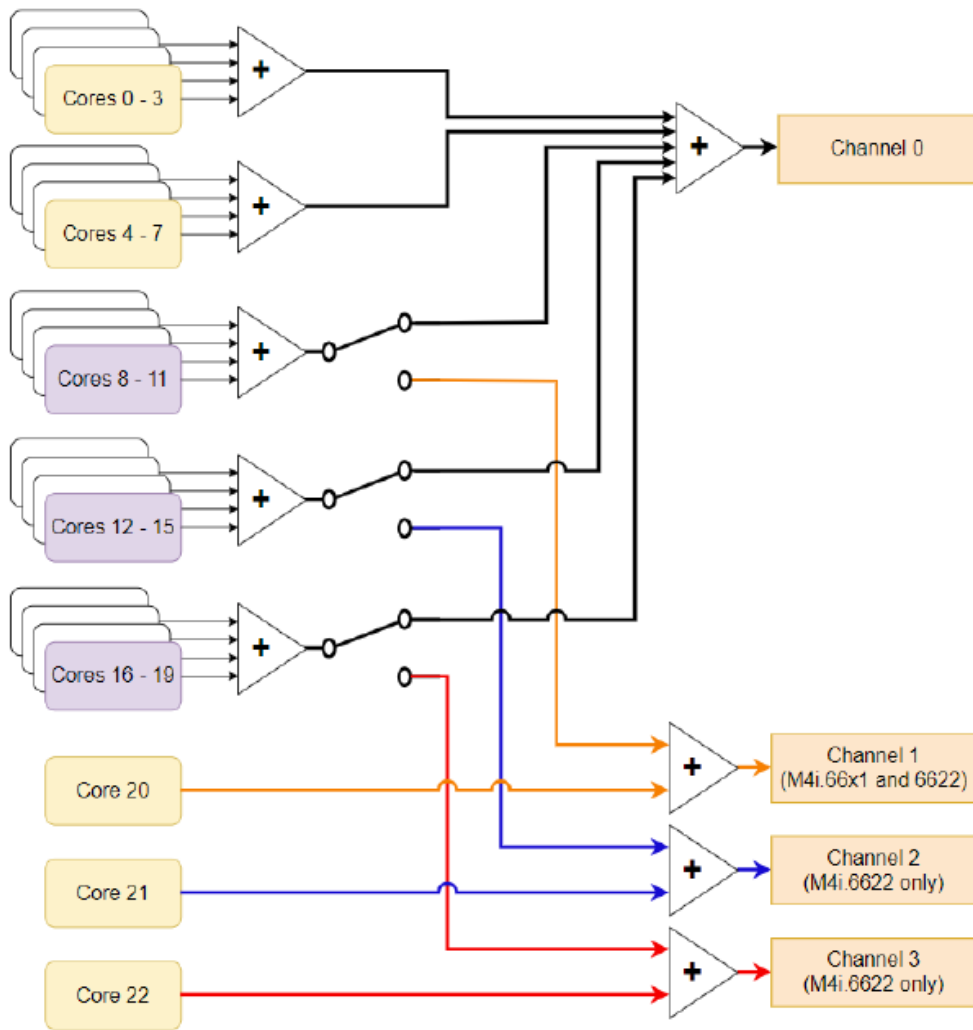 Cores 0 - 3
+
+
Channel 0
Cores 4 - 7
+
Cores 8 - 11
+
Cores 12 - 15
+
Cores 16 - 19
+
Core 20
+
Channel 1
(M4i.66x1 and 6622)
Core 21
+
Channel 2
(M4i.6622 only)
Core 22
+
Channel 3
(M4i.6622 only)